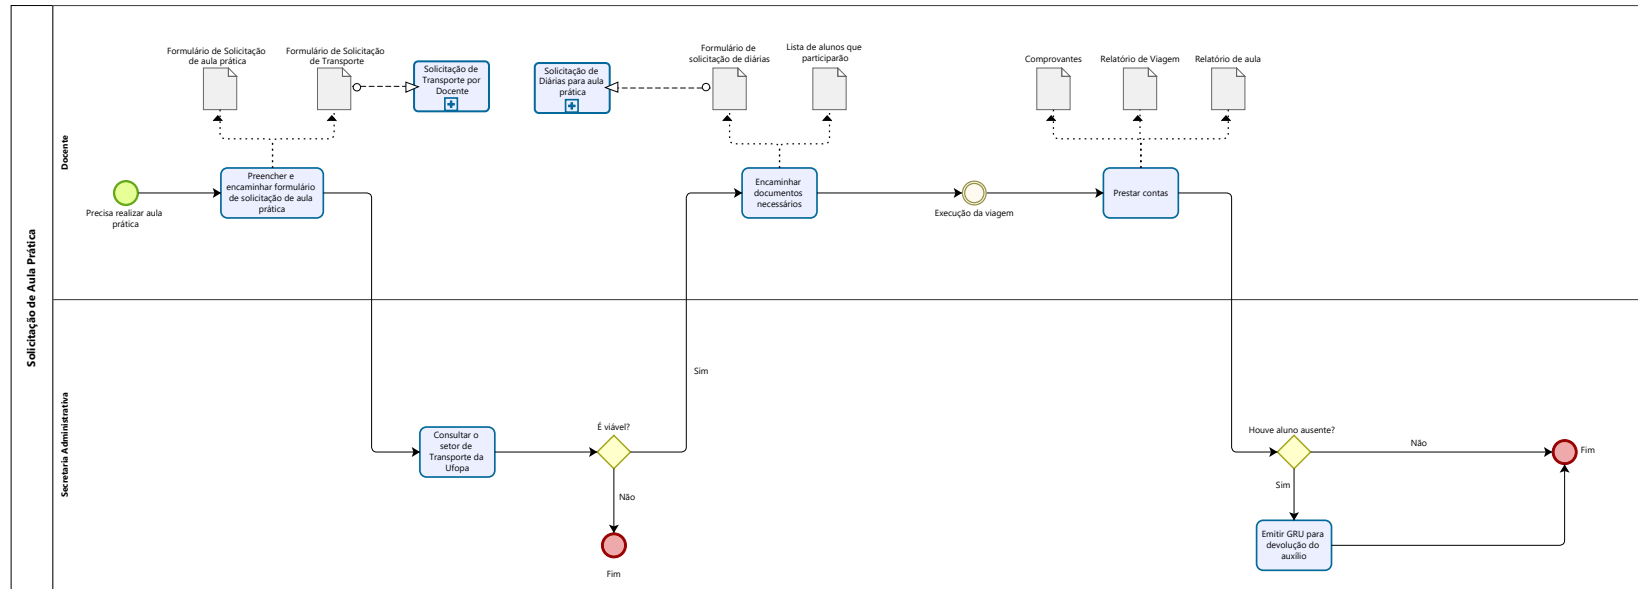 Solicitação de Aula Prática
Docente
Formulário de Solicitação
de aula prática
Formulário de Solicitação
de Transporte
Solicitação de
Transporte por
Docente
Solicitação de
Diárias para aula
prática
Formulário de
solicitação de diárias
Lista de alunos que
participarão
Comprovantes
Relatório de Viagem
Relatório de aula
Precisa realizar aula
prática
Preencher e
encaminhar formulário
de solicitação de aula
prática
Encaminhar
documentos
necessários
Execução da viagem
Prestar contas
Secretaria Administrativa
Sim
Consultar o
setor de
Transporte da
Ufopa
É viável?
Não
Fim
Houve aluno ausente?
Não
Fim
Sim
Emitir GRU para
devolução do
auxílio